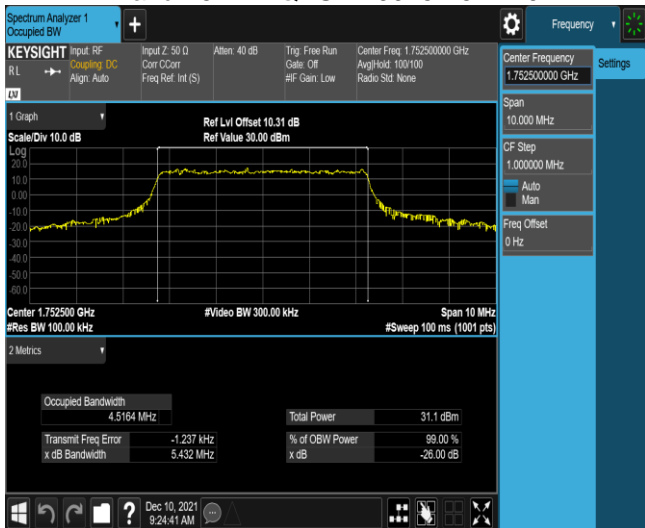 Spectrum Analyzer 1
Occupied BW
+
Frequency
KEYSIGHT
RL
LXI
Input: RF
Coupling: DC
Align: Auto
Input Z: 50 Ω
Corr CCorr
Freq Ref: Int (S)
Atten: 40 dB
Trig: Free Run
Gate: Off
#IF Gain: Low
Center Freq: 1.752500000 GHz
Avg|Hold: 100/100
Radio Std: None
Center Frequency
1.752500000 GHz
Settings
Span
10.000 MHz
CF Step
1.000000 MHz
Auto
Man
Freq Offset
0 Hz
1 Graph
Scale/Div 10.0 dB
Ref Lvl Offset 10.31 dB
Ref Value 30.00 dBm
Log
20.0
10.0
0.00
-10.0
-20.0
-30.0
-40.0
-50.0
-60.0
Center 1.752500 GHz
#Video BW 300.00 kHz
Span 10 MHz
#Res BW 100.00 kHz
#Sweep 100 ms (1001 pts)
2 Metrics
Occupied Bandwidth
4.5164 MHz
Total Power 31.1 dBm
Transmit Freq Error -1.237 kHz
% of OBW Power 99.00 %
x dB Bandwidth 5.432 MHz
x dB -26.00 dB
?
Dec 10, 2021
9:24:41 AM